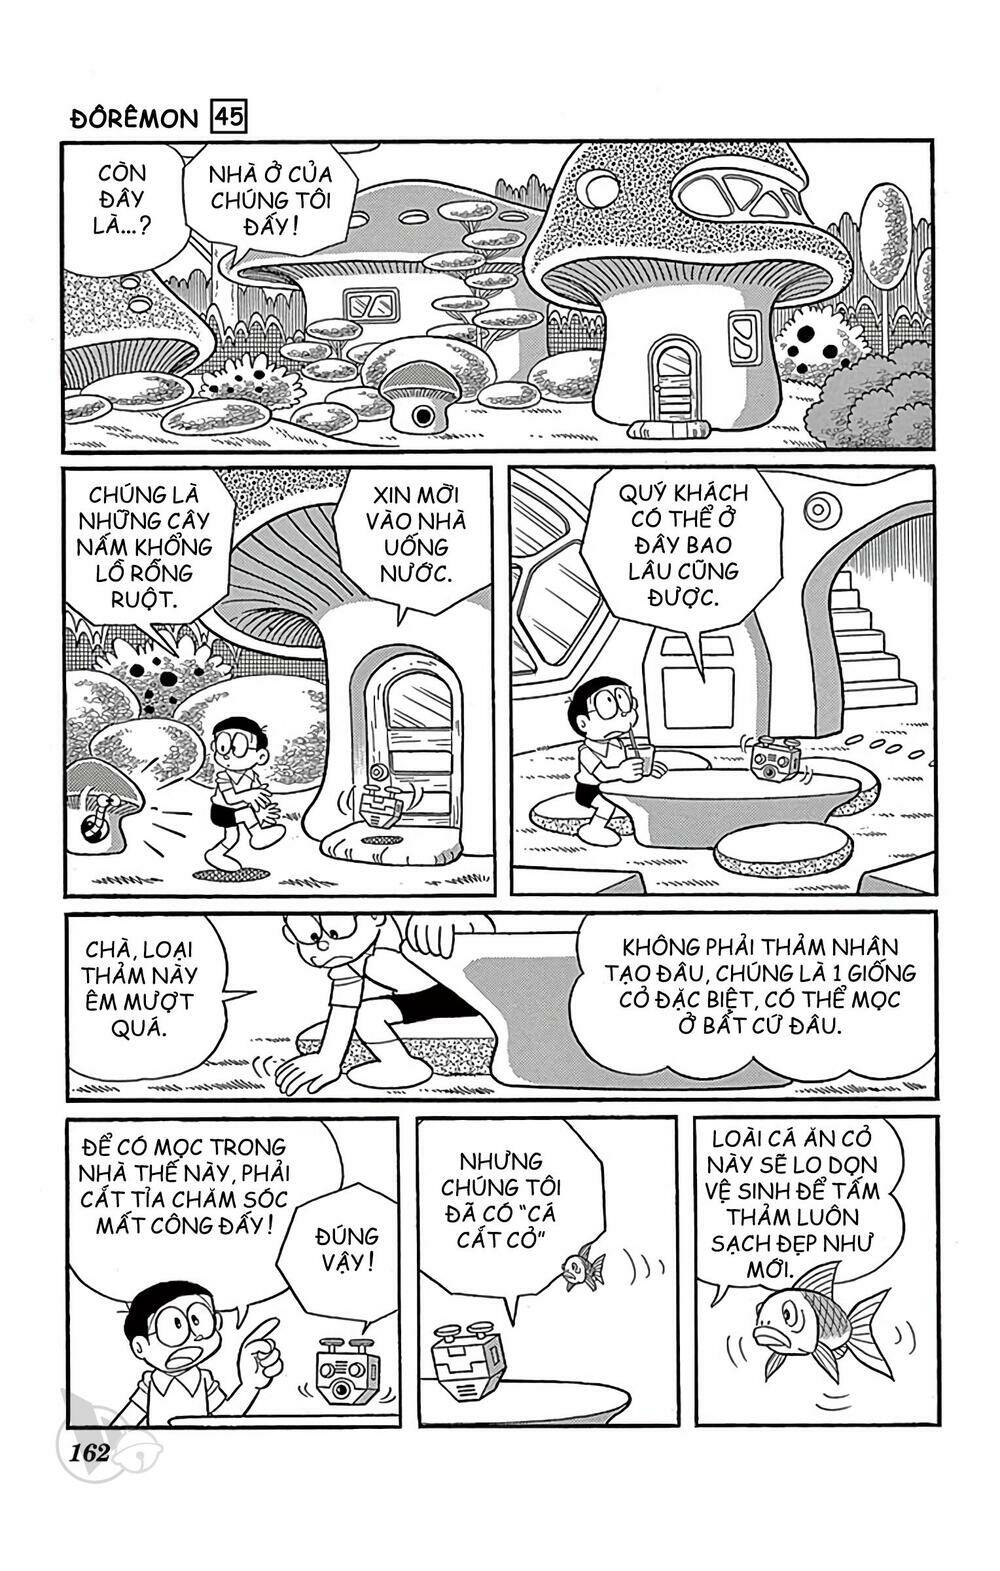 ĐÔRÊMON 45
CÒN
ĐÂY
LÀ...?
NHÀ Ở CỦA
CHÚNG TÔI
ĐẤY!
CHÚNG LÀ
NHỮNG CÂY
NẤM KHỔNG
LỒ RỖNG
RUỘT.
XIN MỜI
VÀO NHÀ
UỐNG
NƯỚC.
QUÝ KHÁCH
CÓ THỂ Ở
ĐÂY BAO
LÂU CŨNG
ĐƯỢC.
CHÀ, LOẠI
THẢM NÀY
ÊM MƯỢT
QUÁ.
KHÔNG PHẢI THẢM NHÂN
TẠO ĐÂU, CHÚNG LÀ 1 GIỐNG
CỎ ĐẶC BIỆT, CÓ THỂ MỌC
Ở BẤT CỨ ĐÂU.
ĐỂ CÓ MỌC TRONG
NHÀ THẾ NÀY, PHẢI
CẮT TỈA CHĂM SÓC
MẤT CÔNG ĐẤY!
ĐÚNG
VẬY!
NHƯNG
CHÚNG TÔI
ĐÃ CÓ "CÁ
CẮT CỎ"
LOÀI CÁ ĂN CỎ
NÀY SẼ LO DỌN
VỆ SINH ĐỂ TẤM
THẢM LUÔN
SẠCH ĐẸP NHƯ
MỚI.
162